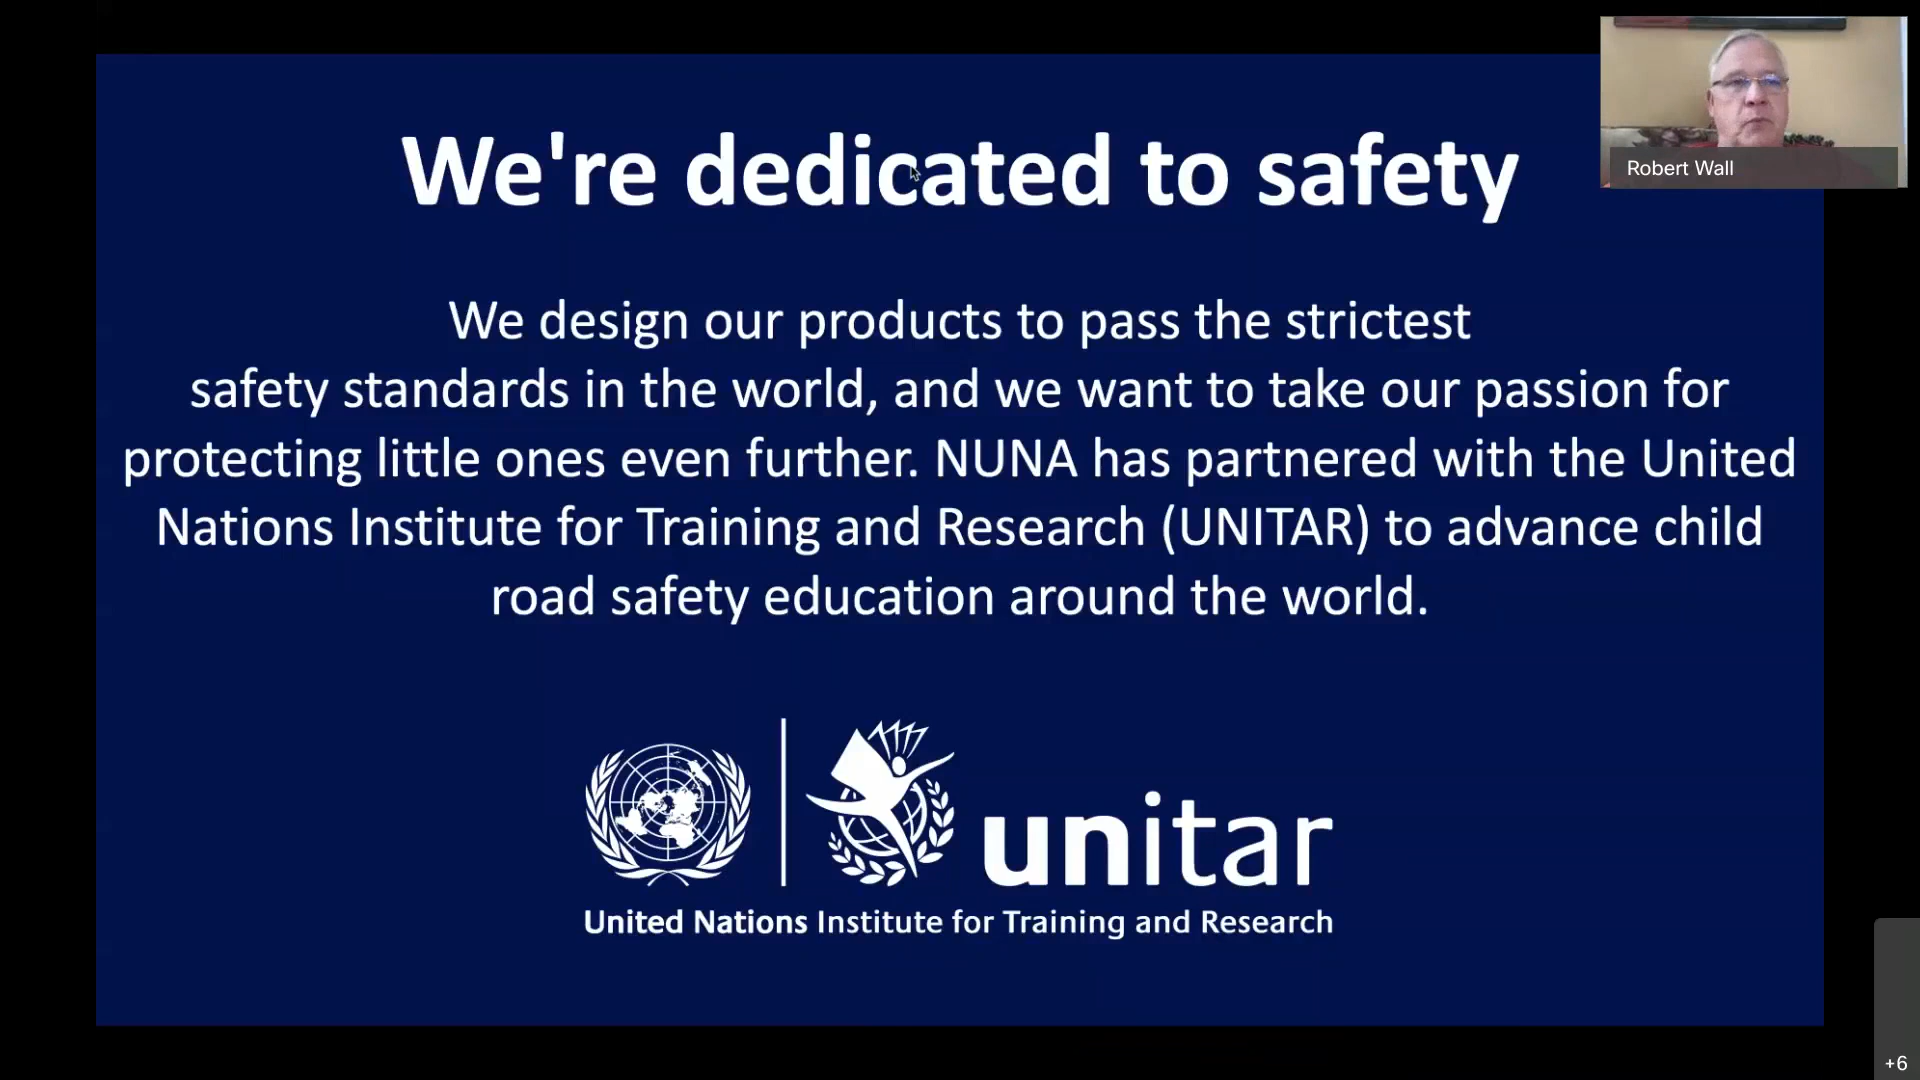 We're dedicated to safety
Robert Wall
We design our products to pass the strictest
safety standards in the world, and we want to take our passion for
protecting little ones even further. NUNA has partnered with the United
Nations Institute for Training and Research (UNITAR) to advance child
road safety education around the world.
unitar
United Nations Institute for Training and Research
+6